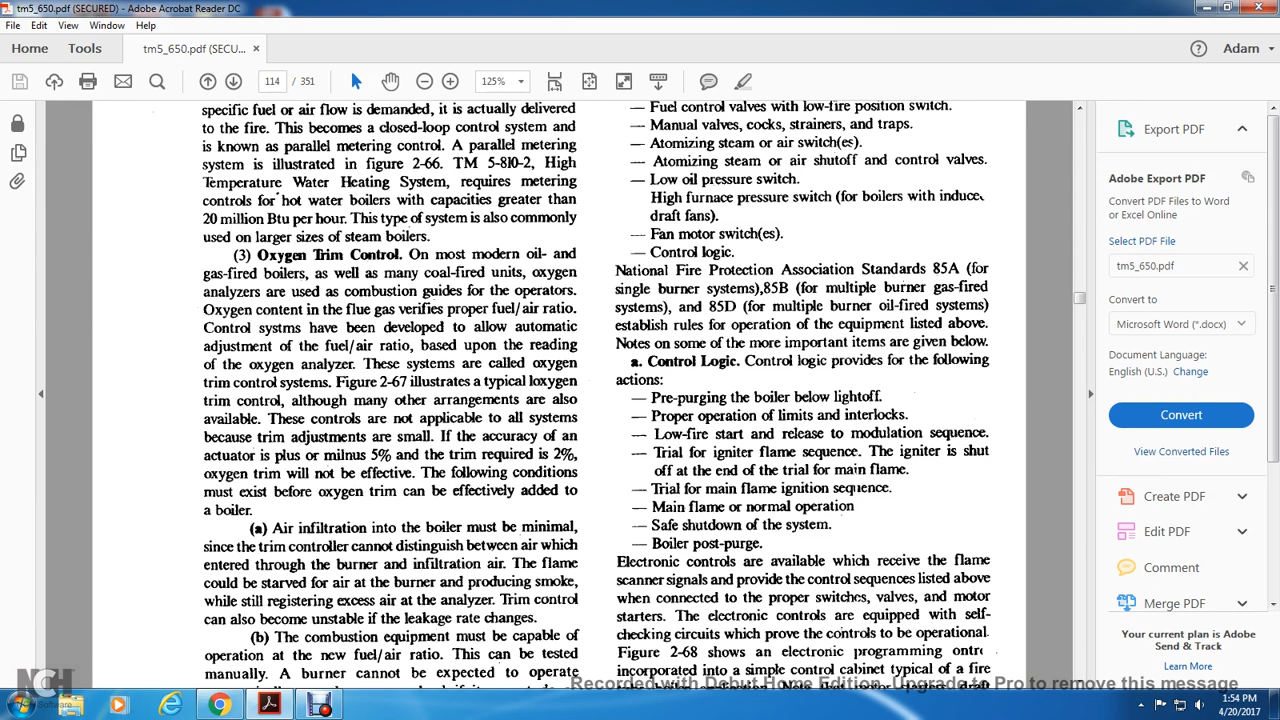 tm5_650.pdf (SECURED) - Adobe Acrobat Reader DC
File Edit View Window Help
Home Tools tm5_650.pdf (SECU... × Adam
114 / 351 125%
specific fuel or air flow is demanded, it is actually delivered
to the fire. This becomes a closed-loop control system and
is known as parallel metering control. A parallel metering
system is illustrated in figure 2-66. TM 5-810-2, High
Temperature Water Heating System, requires metering
controls for hot water boilers with capacities greater than
20 million Btu per hour. This type of system is also commonly
used on larger sizes of steam boilers.
(3) Oxygen Trim Control. On most modern oil- and
gas-fired boilers, as well as many coal-fired units, oxygen
analyzers are used as combustion guides for the operators.
Oxygen content in the flue gas verifies proper fuel/air ratio.
Control systms have been developed to allow automatic
adjustment of the fuel/air ratio, based upon the reading
of the oxygen analyzer. These systems are called oxygen
trim control systems. Figure 2-67 illustrates a typical loxygen
trim control, although many other arrangements are also
available. These controls are not applicable to all systems
because trim adjustments are small. If the accuracy of an
actuator is plus or milnus 5% and the trim required is 2%,
oxygen trim will not be effective. The following conditions
must exist before oxygen trim can be effectively added to
a boiler.
(a) Air infiltration into the boiler must be minimal,
since the trim controller cannot distinguish between air which
entered through the burner and infiltration air. The flame
could be starved for air at the burner and producing smoke,
while still registering excess air at the analyzer. Trim control
can also become unstable if the leakage rate changes.
(b) The combustion equipment must be capable of
operation at the new fuel/air ratio. This can be tested
manually. A burner cannot be expected to operate
— Fuel control valves with low-fire position switch.
— Manual valves, cocks, strainers, and traps.
— Atomizing steam or air switch(es).
— Atomizing steam or air shutoff and control valves.
— Low oil pressure switch.
High furnace pressure switch (for boilers with induce
draft fans).
— Fan motor switch(es).
— Control logic.
National Fire Protection Association Standards 85A (for
single burner systems),85B (for multiple burner gas-fired
systems), and 85D (for multiple burner oil-fired systems)
establish rules for operation of the equipment listed above.
Notes on some of the more important items are given below.
a. Control Logic. Control logic provides for the following
actions:
— Pre-purging the boiler below lightoff.
— Proper operation of limits and interlocks.
— Low-fire start and release to modulation sequence.
— Trial for igniter flame sequence. The igniter is shut
off at the end of the trial for main flame.
— Trial for main flame ignition sequence.
— Main flame or normal operation
— Safe shutdown of the system.
— Boiler post-purge.
Electronic controls are available which receive the flame
scanner signals and provide the control sequences listed above
when connected to the proper switches, valves, and motor
starters. The electronic controls are equipped with self-
checking circuits which prove the controls to be operational.
Figure 2-68 shows an electronic programming ontr
incorporated into a simple control cabinet typical of a fire
Export PDF
Adobe Export PDF
Convert PDF Files to Word
or Excel Online
Select PDF File
tm5_650.pdf ×
Convert to
Microsoft Word (*.docx)
Document Language:
English (U.S.) Change
Convert
View Converted Files
Create PDF
Edit PDF
Comment
Merge PDF
Your current plan is Adobe
Send & Track
Learn More
NCH
Software
Recorded with Debut Home Edition. Upgrade to Pro to remove this message
1:54 PM
4/20/2017